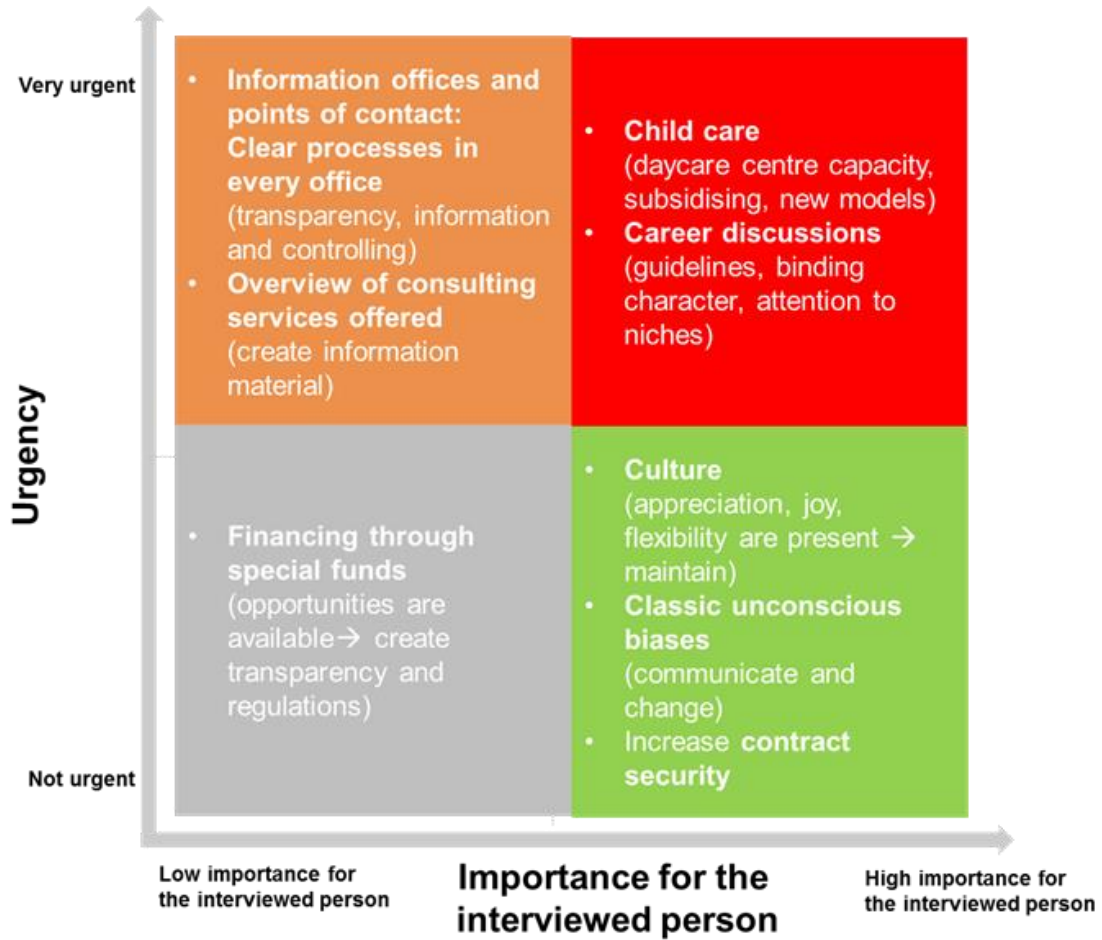 Very urgent
• Information offices and
points of contact:
Clear processes in
every office
(transparency, information
and controlling)
• Overview of consulting
services offered
(create information
material)
• Child care
(daycare centre capacity,
subsidising, new models)
• Career discussions
(guidelines, binding
character, attention to
niches)
Urgency
• Financing through
special funds
(opportunities are
available→ create
transparency and
regulations)
• Culture
(appreciation, joy,
flexibility are present →
maintain)
• Classic unconscious
biases
(communicate and
change)
• Increase contract
security
Not urgent
Low importance for
the interviewed person
Importance for the
interviewed person
High importance for
the interviewed person